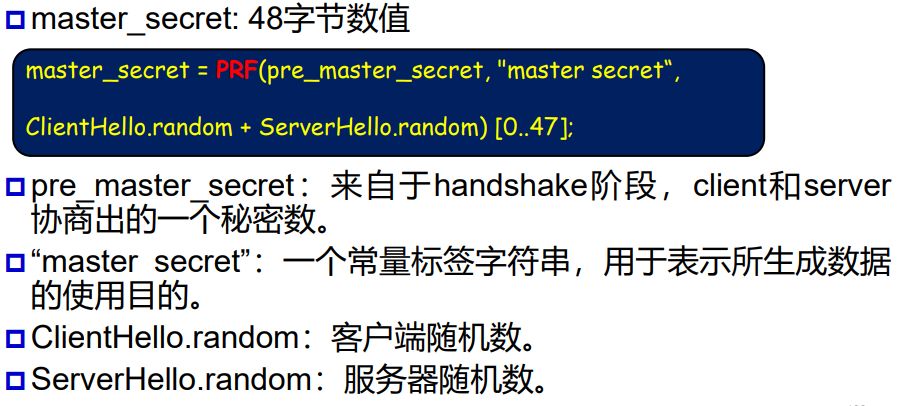 master_secret: 48字节数值
master_secret = PRF(pre_master_secret, "master secret“,
ClientHello.random + ServerHello.random) [0..47];
pre_master_secret：来自于handshake阶段，client和server
协商出的一个秘密数。
“master secret”：一个常量标签字符串，用于表示所生成数据
的使用目的。
ClientHello.random：客户端随机数。
ServerHello.random：服务器随机数。